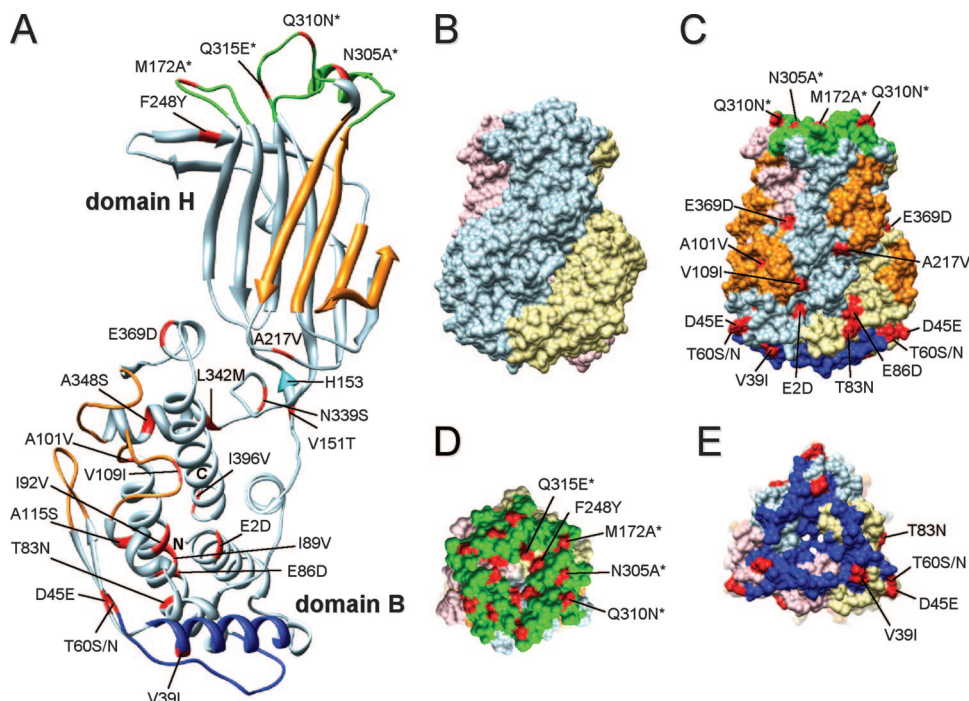 A
Q310N*
Q315E*
N305A*
M172A*
F248Y
domain H
E369D
A217V
A348S
L342M
H153
N339S
A101V
V151T
V109I
C
I396V
I92V
A115S
N
E2D
T83N
I89V
E86D
D45E
domain B
T60S/N
V39I
B
C
N305A*
Q310N*
M172A*
Q310N*
E369D
E369D
A101V
A217V
V109I
D45E
D45E
T60S/N
T60S/N
V39I
E2D
T83N
E86D
D
Q315E*
F248Y
M172A*
N305A*
Q310N*
E
T83N
T60S/N
D45E
V39I